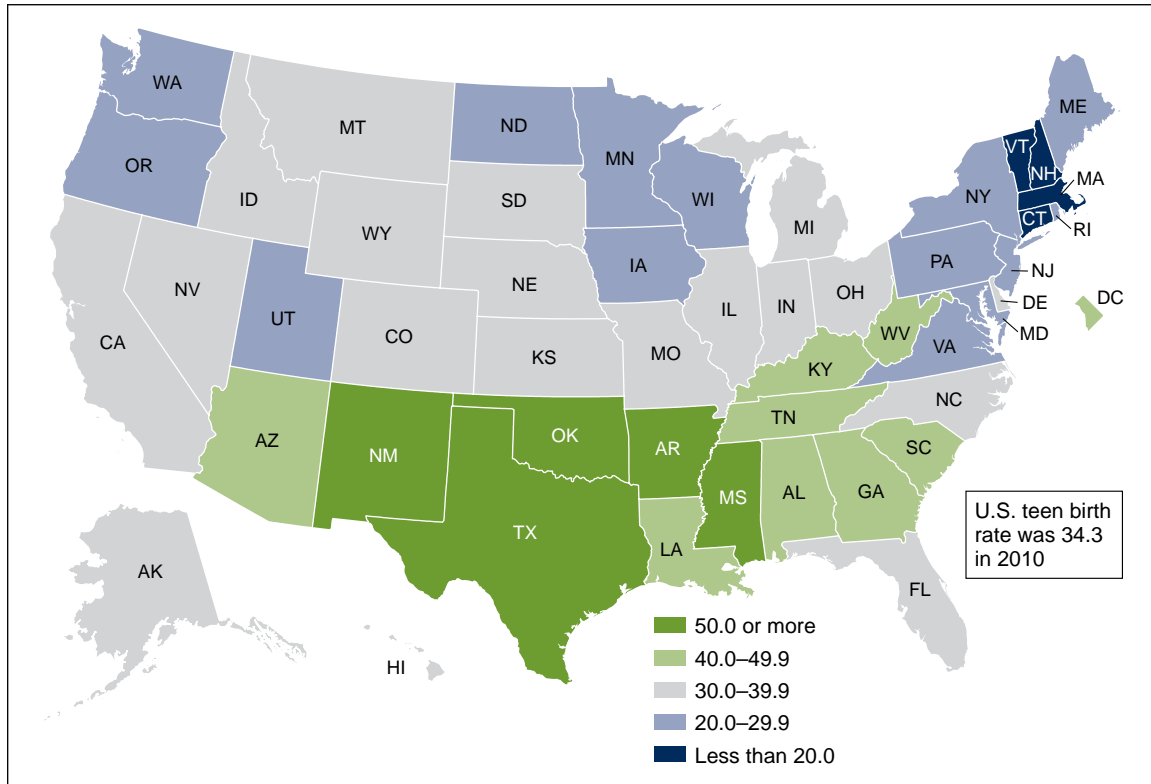 WA
MT
ND
ME
OR
MN
VT
NH
MA
ID
SD
WI
NY
WY
MI
RI
CT
IA
PA
NJ
NE
NV
OH
DE
DC
UT
IL
IN
CA
CO
WV
MD
KS
MO
VA
KY
NC
TN
AZ
OK
AR
SC
NM
MS
AL
GA
TX
LA
U.S. teen birth
rate was 34.3
in 2010
AK
FL
HI
50.0 or more
40.0–49.9
30.0–39.9
20.0–29.9
Less than 20.0